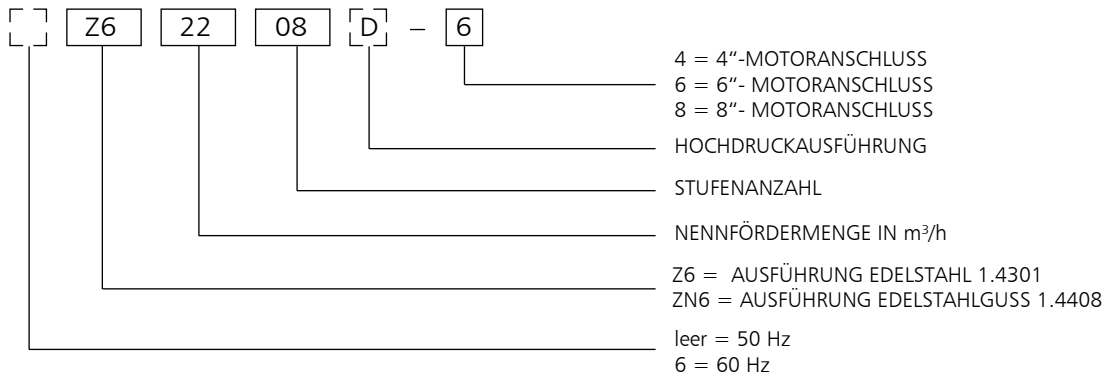 Z6 22 08 D – 6
4 = 4“-MOTORANSCHLUSS
6 = 6“- MOTORANSCHLUSS
8 = 8“- MOTORANSCHLUSS
HOCHDRUCKAUSFÜHRUNG
STUFENANZAHL
NENNFÖRDERMENGE IN m³/h
Z6 = AUSFÜHRUNG EDELSTAHL 1.4301
ZN6 = AUSFÜHRUNG EDELSTAHLGUSS 1.4408
leer = 50 Hz
6 = 60 Hz